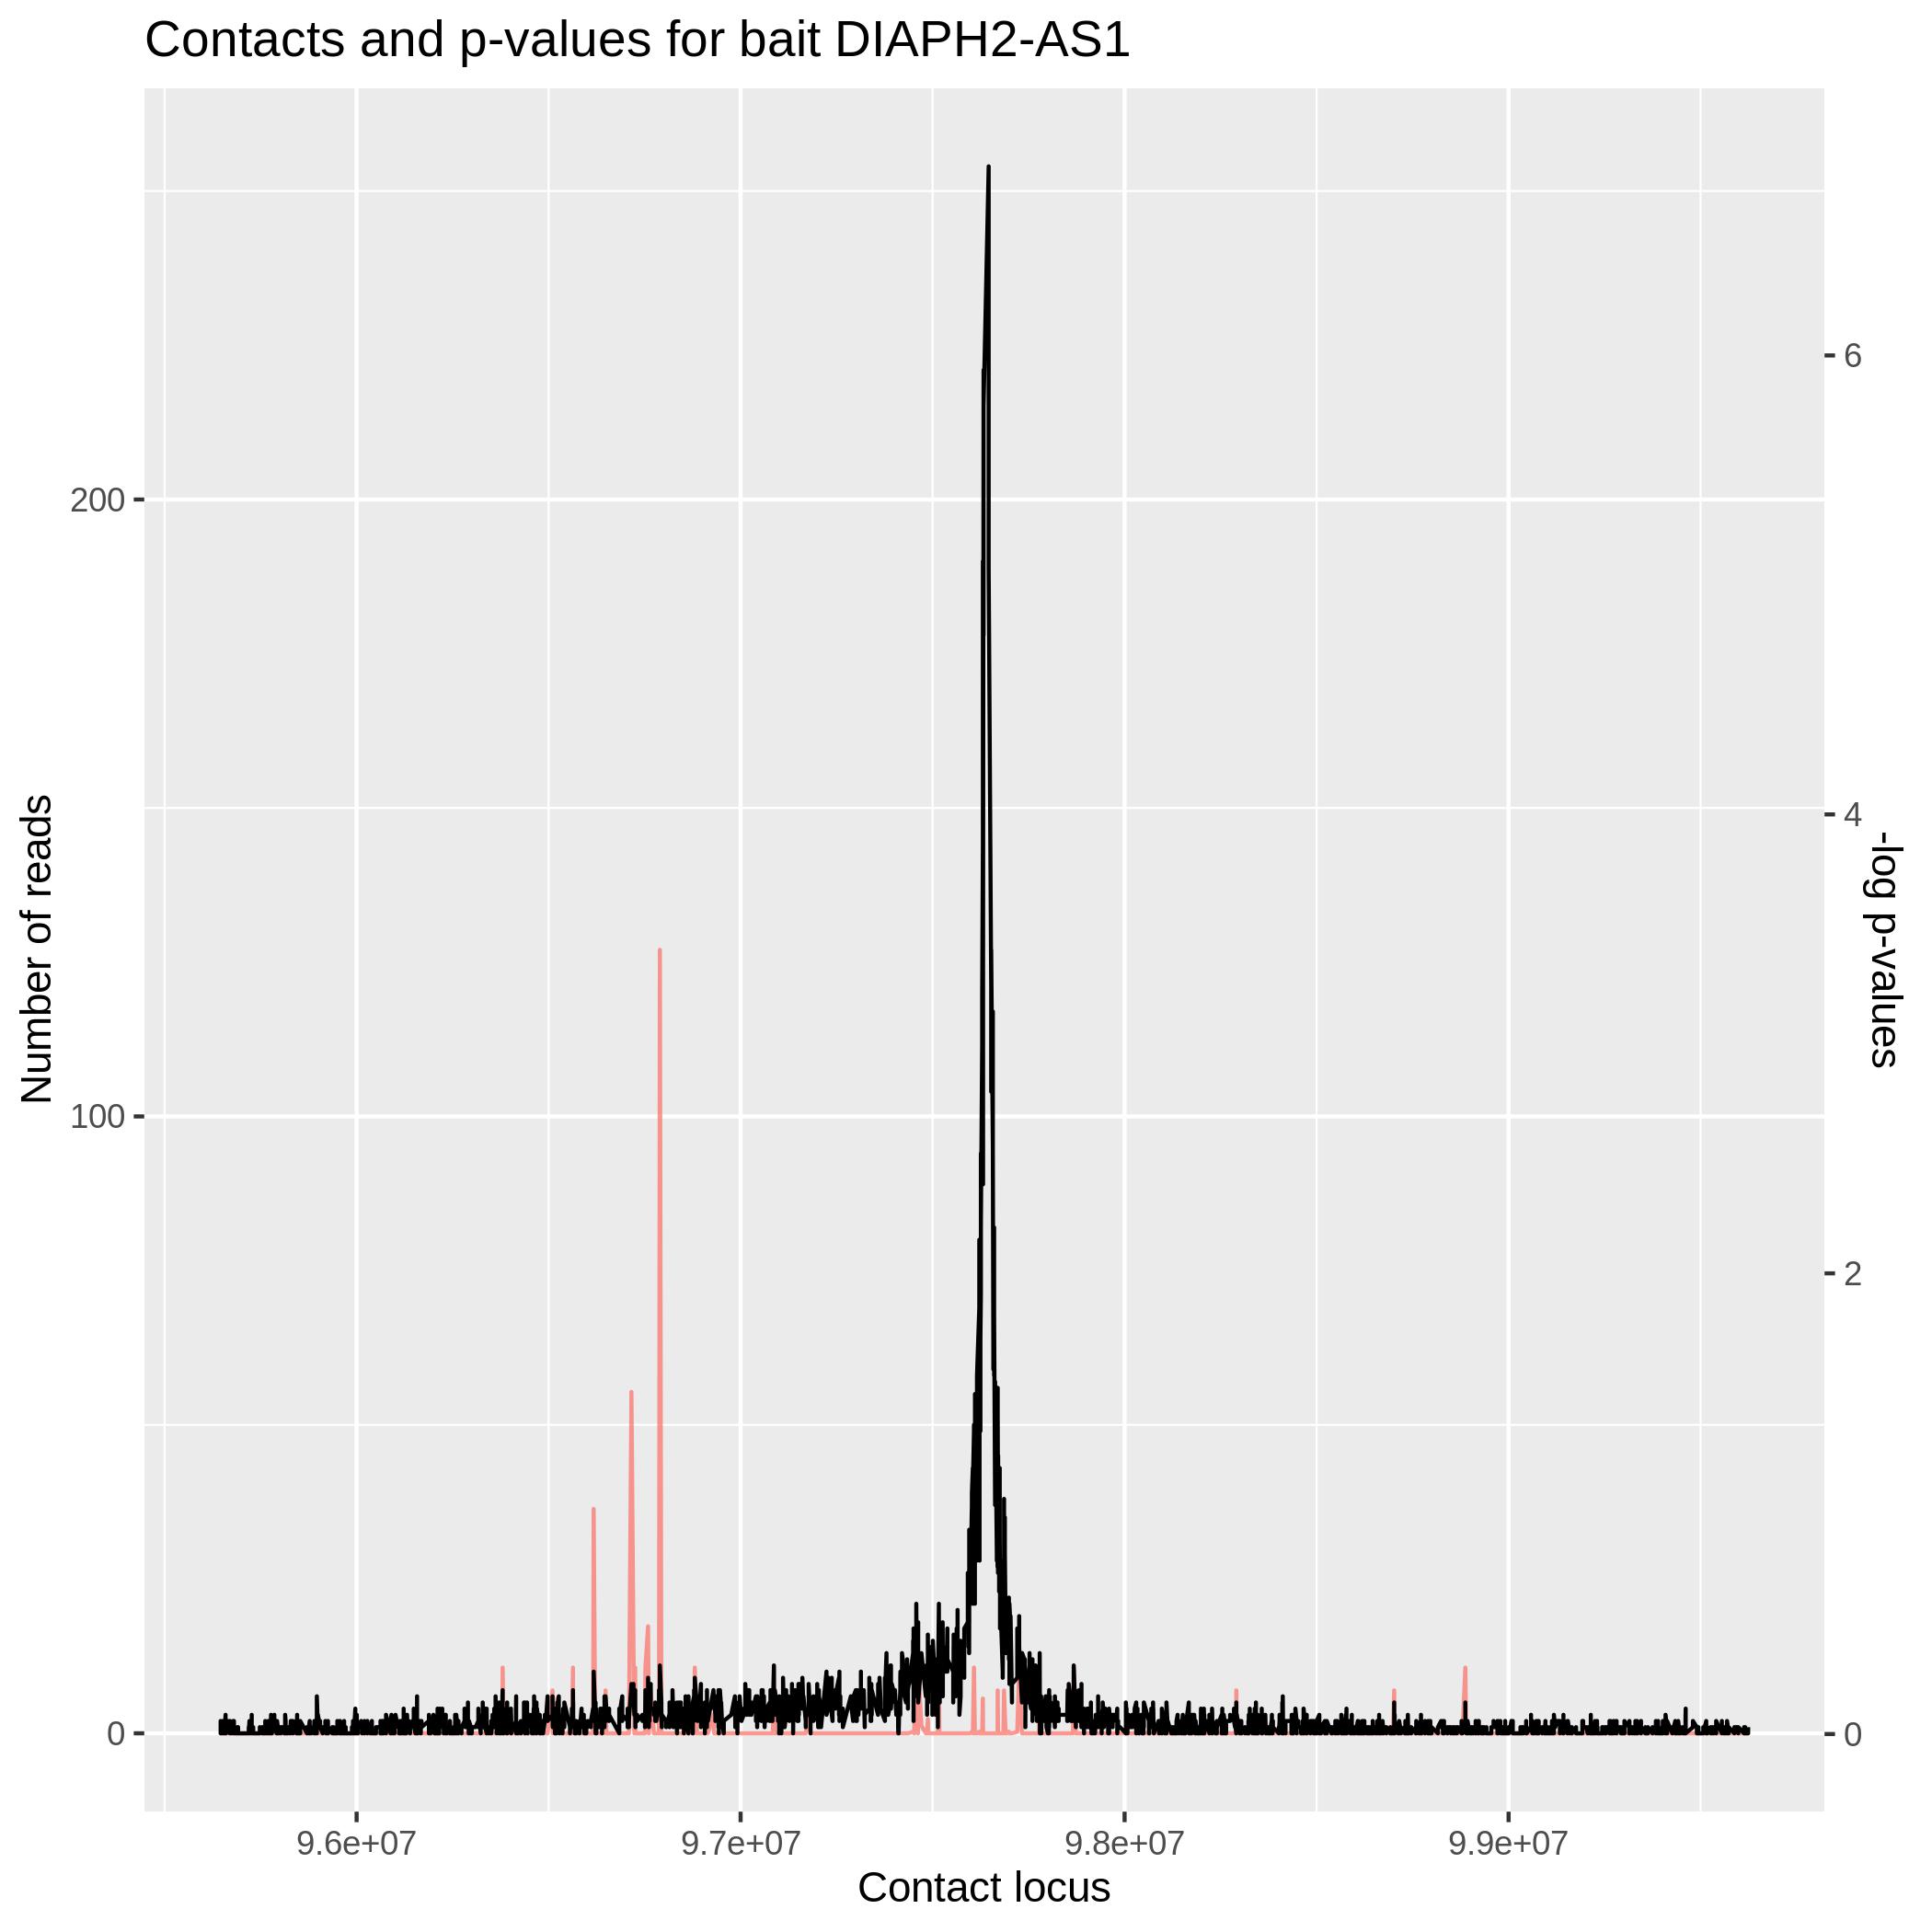 Contacts and p-values for bait DIAPH2-AS1
Number of reads
200
100
0
6
4
2
0
-log p-values
9.6e+07
9.7e+07
9.8e+07
9.9e+07
Contact locus